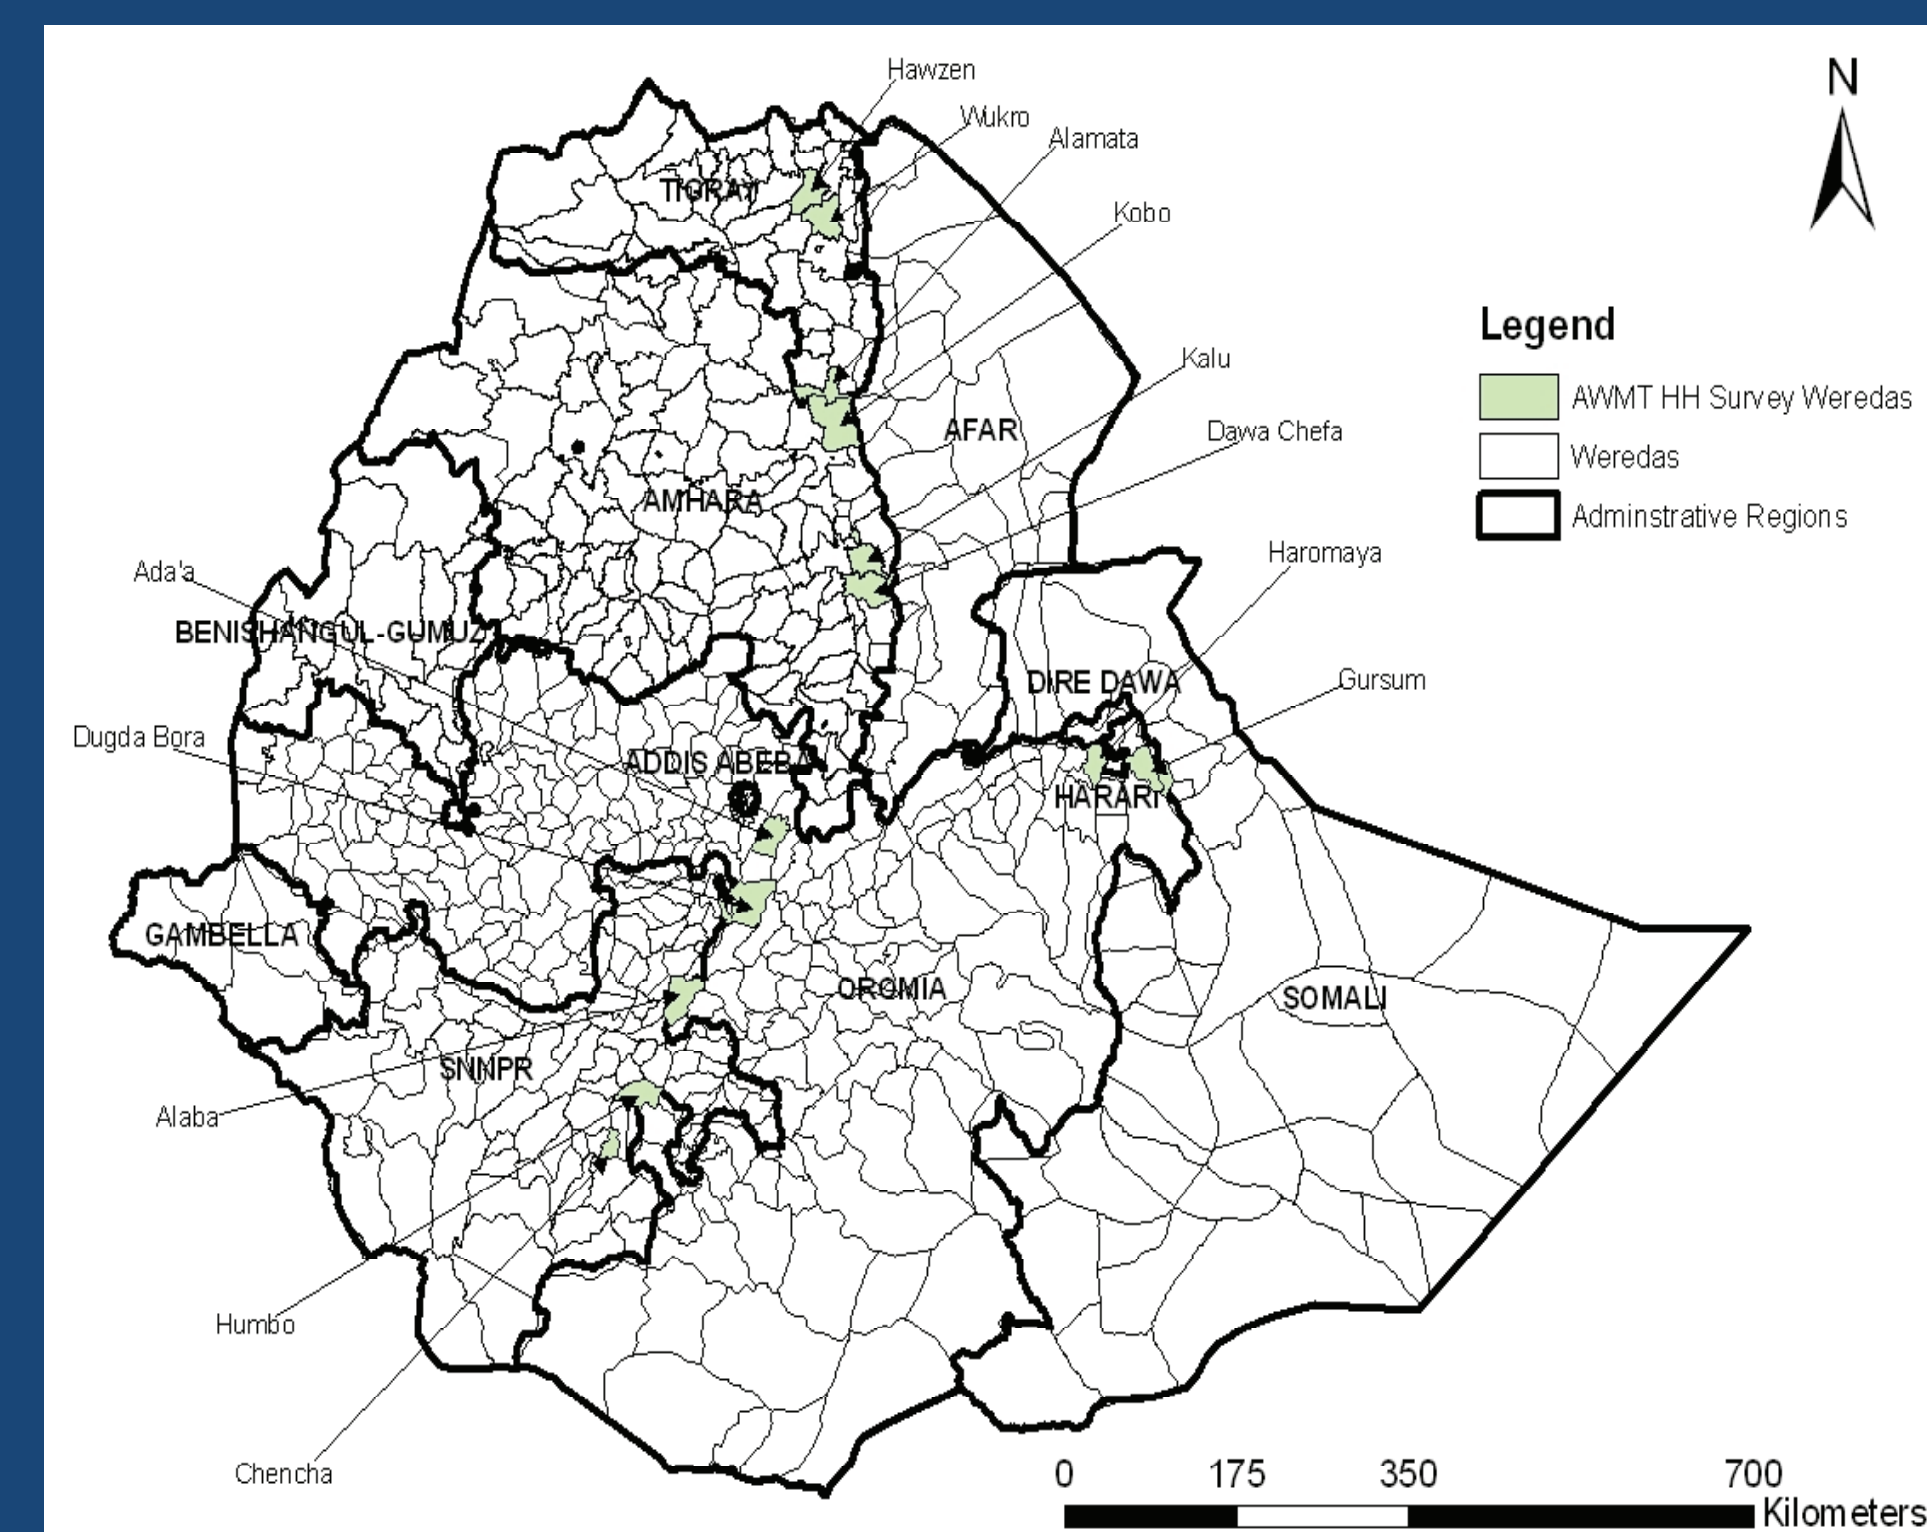 Hawzen
Wukro
Alamata
Kobo
Kalu
Dawa Chefa
Haromaya
Gursum
Ada'a
Dugda Bora
Alaba
Humbo
Chencha
TIGRAY
AFAR
AMHARA
BENISHANGUL-GUMUZ
DIRE DAWA
ADDIS ABEBA
HARARI
GAMBELLA
OROMIA
SOMALI
SNNPR
N
Legend
AWMT HH Survey Weredas
Weredas
Adminstrative Regions
0 175 350 700
Kilometers